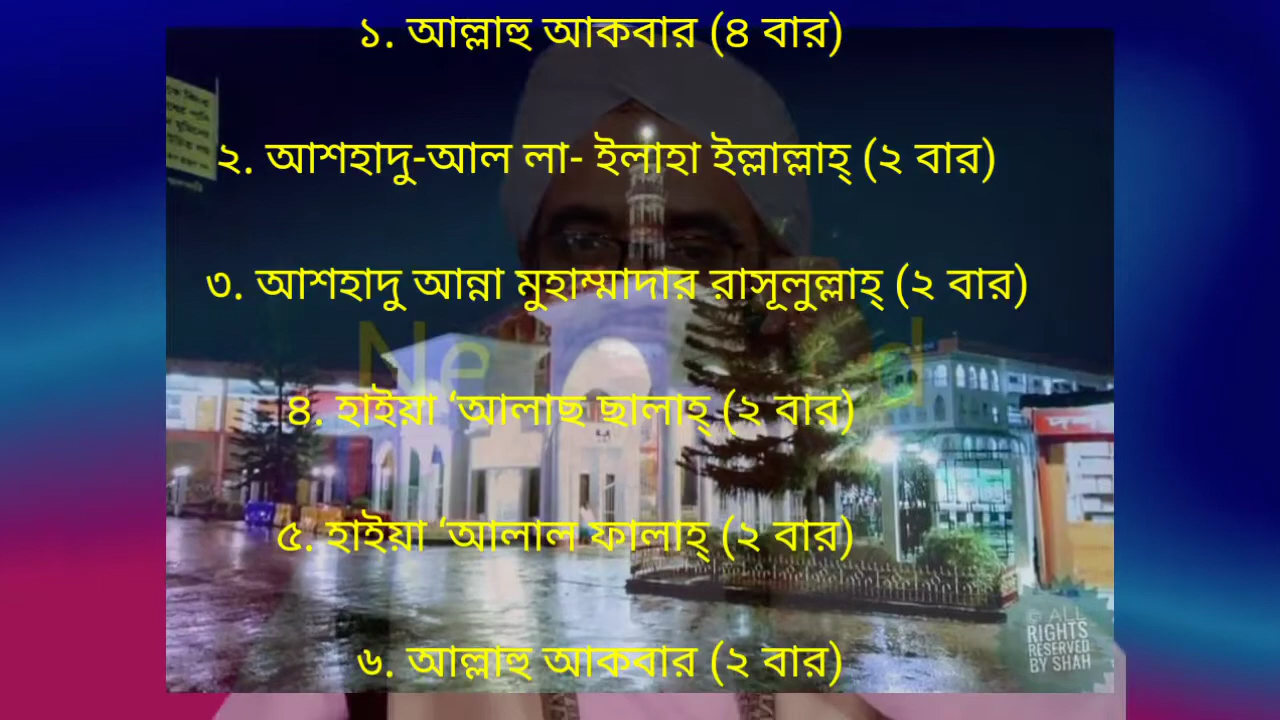 ১. আল্লাহু আকবার (৪ বার)
২. আশহাদু-আল লা- ইলাহা ইল্লাল্লাহ্ (২ বার)
৩. আশহাদু আন্না মুহাম্মাদার রাসূলুল্লাহ্ (২ বার)
৪. হাইয়া ‘আলাছ ছালাহ্ (২ বার)
৫. হাইয়া ‘আলাল ফালাহ্ (২ বার)
৬. আল্লাহু আকবার (২ বার)
© ALL
RIGHTS
RESERVED
BY SHAH